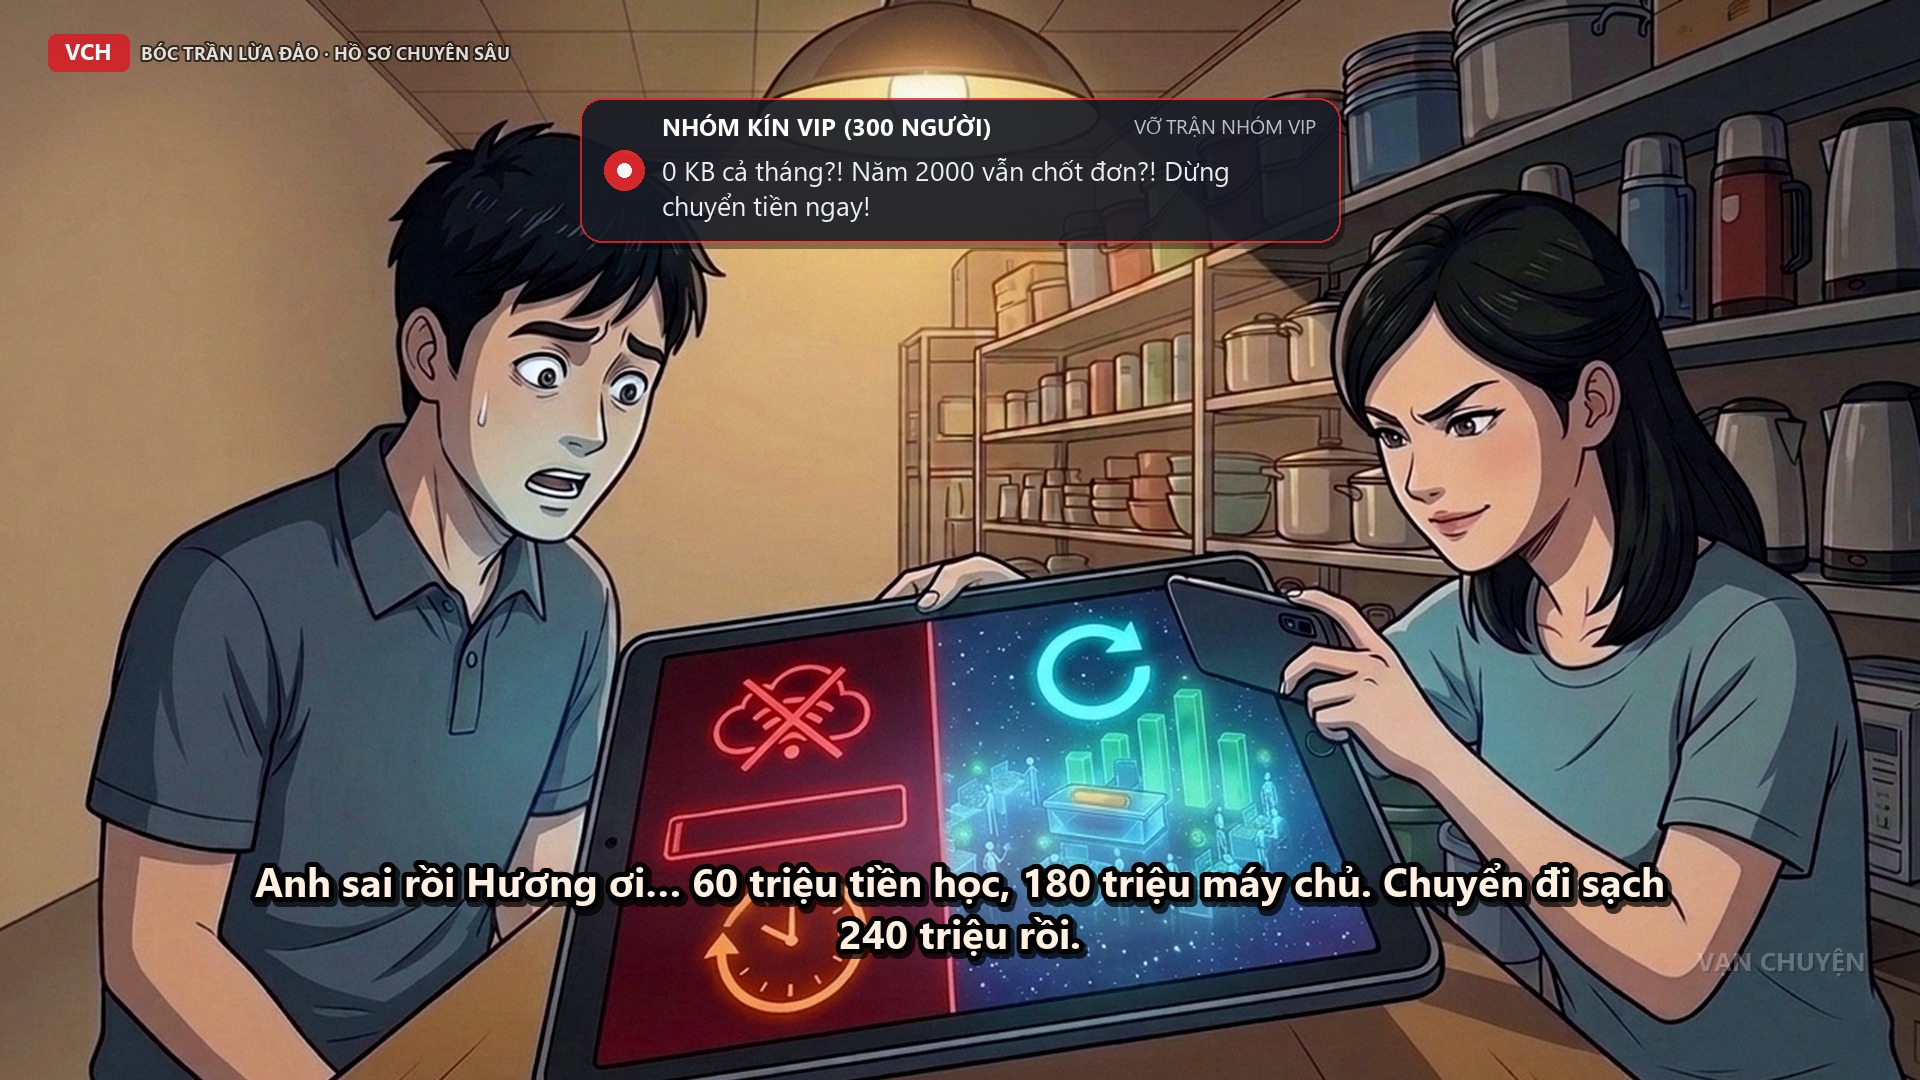 VCH
BÓC TRẦN LỪA ĐẢO · HỒ SƠ CHUYÊN SÂU
NHÓM KÍN VIP (300 NGƯỜI)
VỠ TRẬN NHÓM VIP
0 KB cả tháng?! Năm 2000 vẫn chốt đơn?! Dừng
chuyển tiền ngay!
Anh sai rồi Hương ơi... 60 triệu tiền học, 180 triệu máy chủ. Chuyển đi sạch
240 triệu rồi.
VẠN CHUYỆN